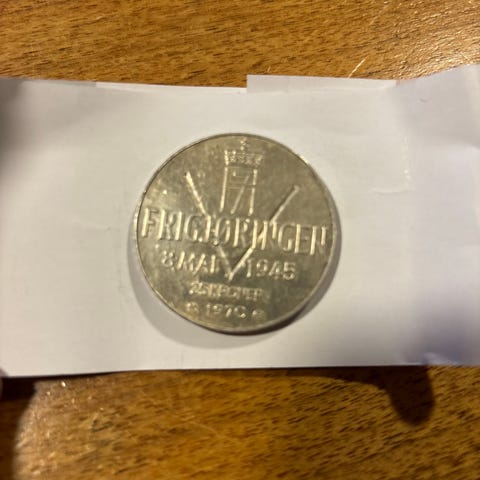 FRIGJØRINGEN
8 MAI 1945
25 KRONER
1970